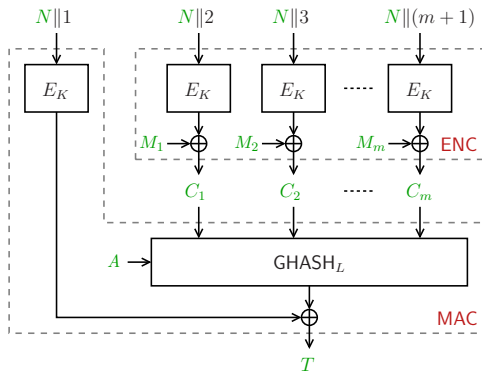 N‖1 N‖2 N‖3 N‖(m + 1)
E_K E_K E_K E_K
M_1 M_2 M_m
ENC
C_1 C_2 C_m
A GHASH_L
MAC
T